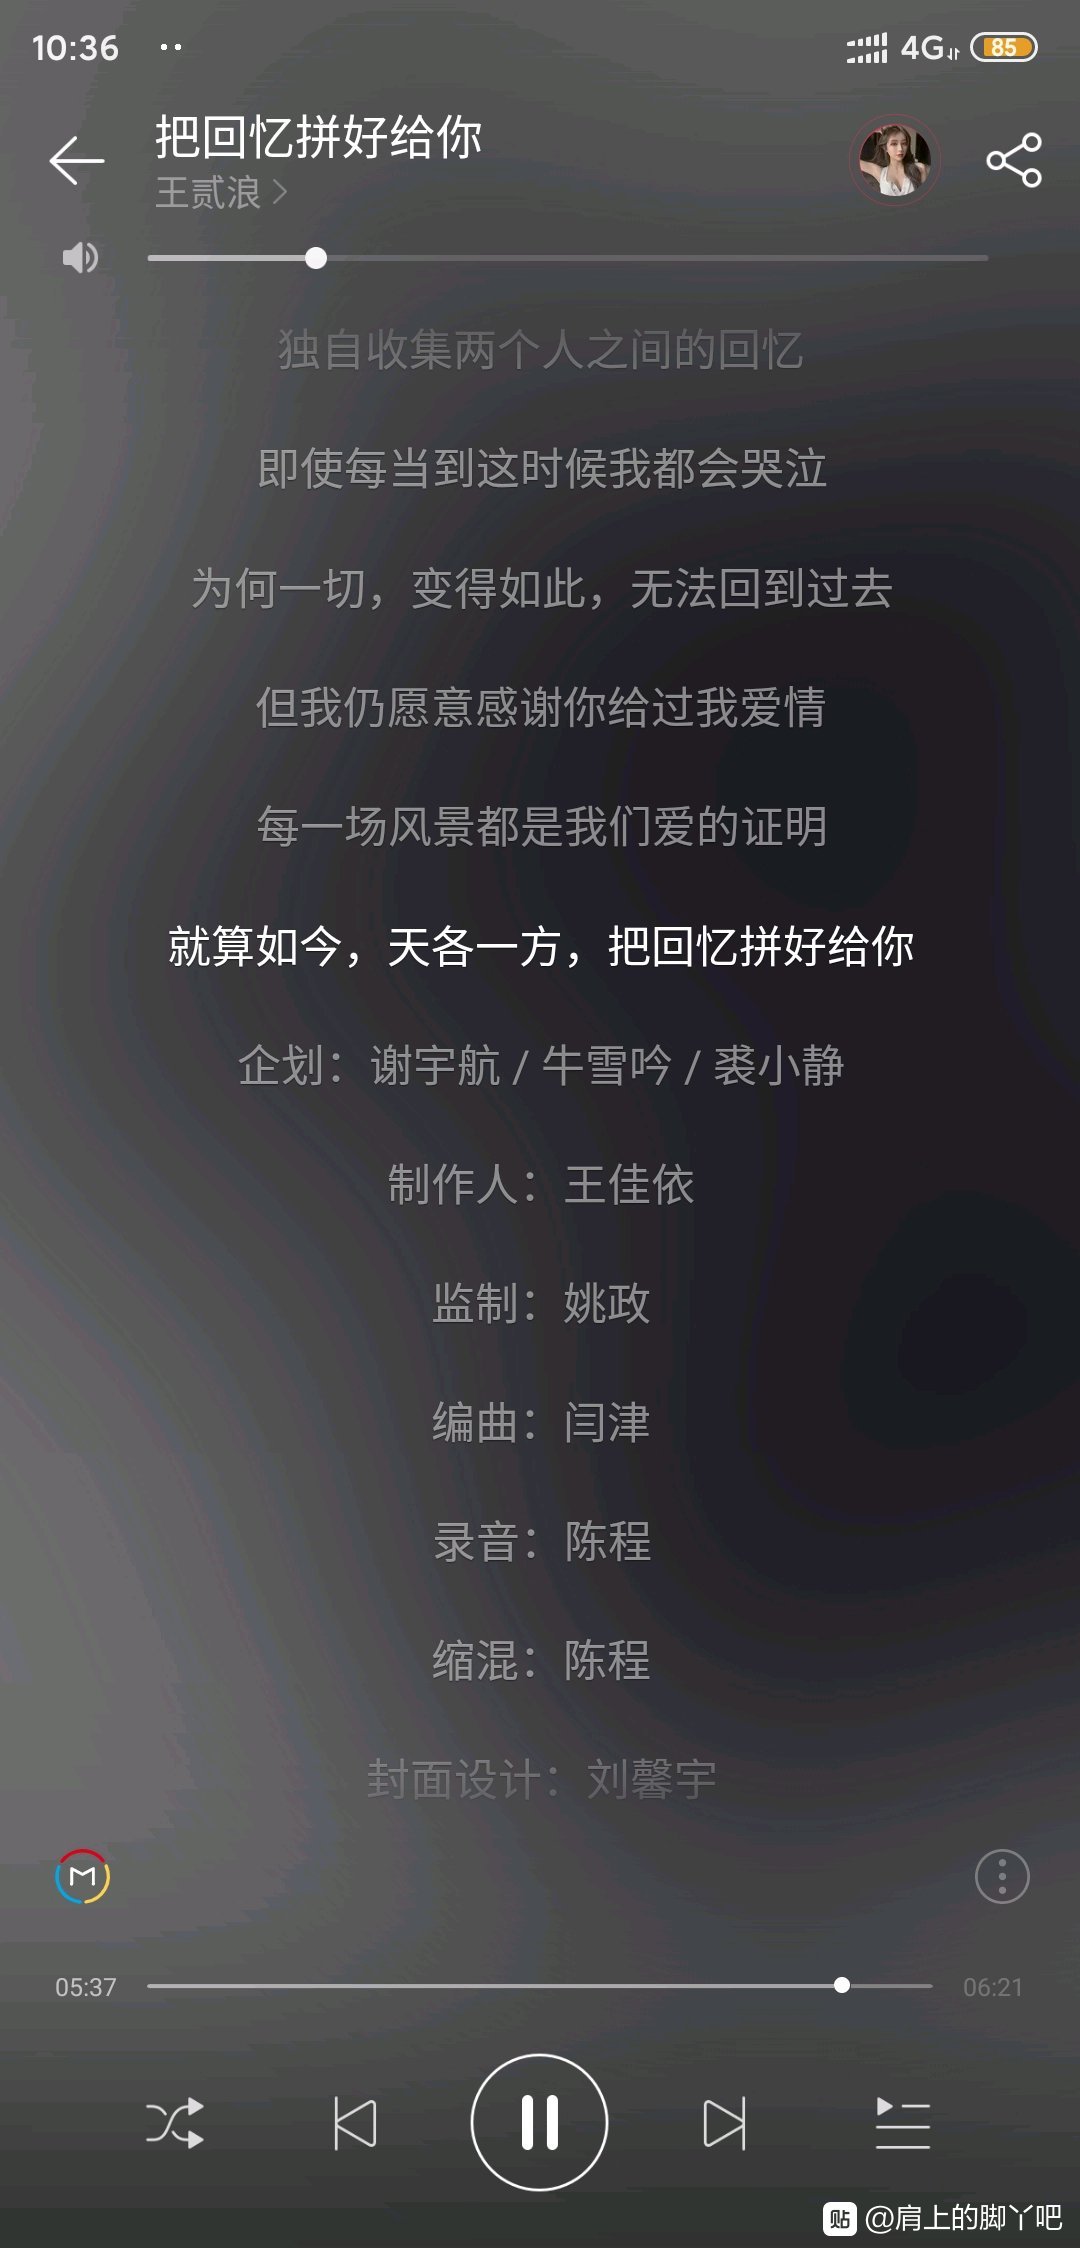 10:36
4G
85
把回忆拼好给你
王贰浪
独自收集两个人之间的回忆
即使每当到这时候我都会哭泣
为何一切，变得如此，无法回到过去
但我仍愿意感谢你给过我爱情
每一场风景都是我们爱的证明
就算如今，天各一方，把回忆拼好给你
企划：谢宇航 / 牛雪吟 / 裘小静
制作人：王佳依
监制：姚政
编曲：闫津
录音：陈程
缩混：陈程
封面设计：刘馨宇
M
05:37
06:21
贴 @肩上的脚丫吧